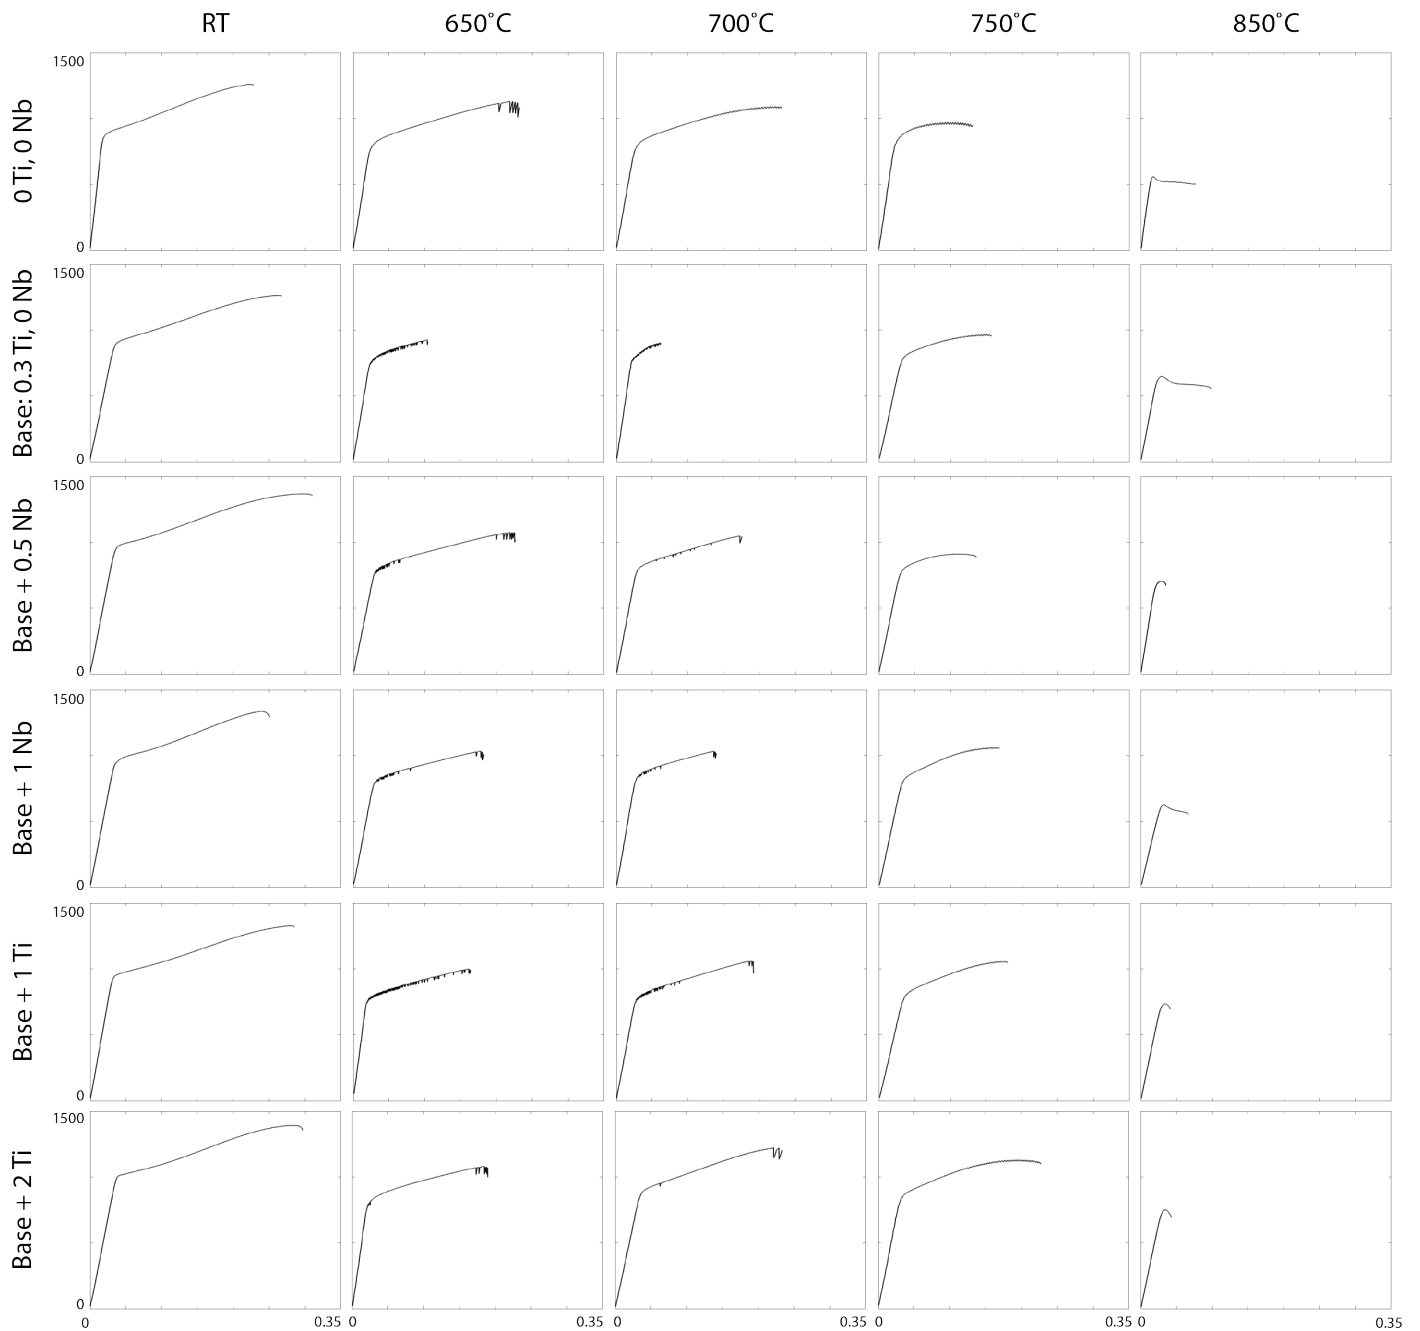 RT 650°C 700°C 750°C 850°C
0 Ti, 0 Nb
1500
0
Base: 0.3 Ti, 0 Nb
1500
0
Base + 0.5 Nb
1500
0
Base + 1 Nb
1500
0
Base + 1 Ti
1500
0
Base + 2 Ti
1500
0
0 0.35 0 0.35 0 0.35 0 0.35 0 0.35